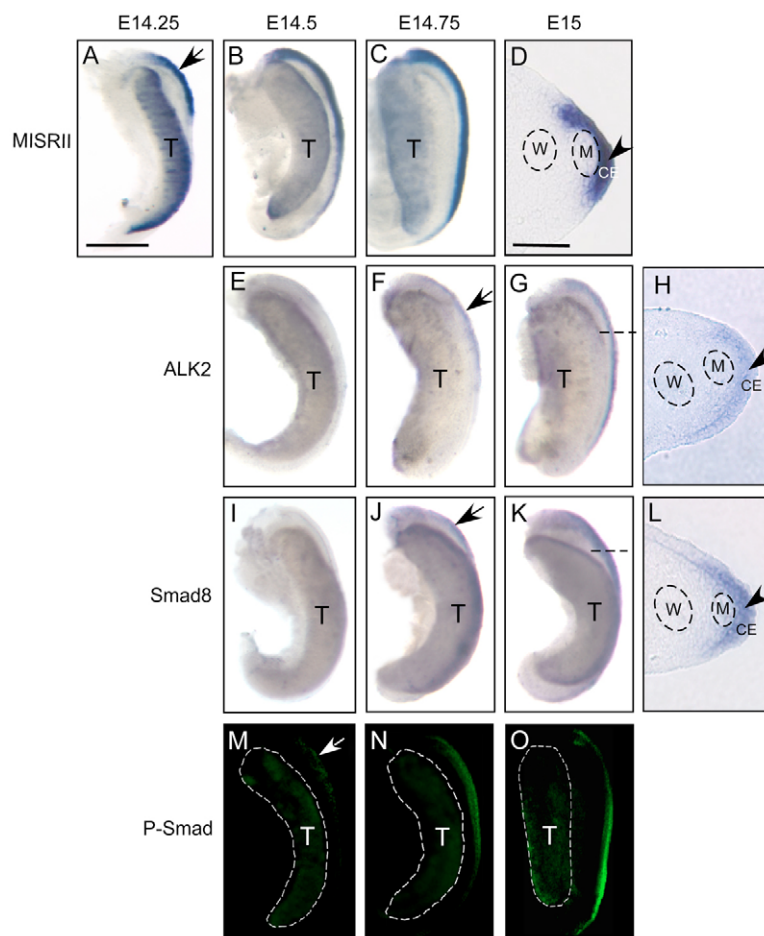 E14.25 E14.5 E14.75 E15
MISRII
A T
B T
C T
D W M CE
ALK2
E T
F T
G T
H W M CE
Smad8
I T
J T
K T
L W M CE
P-Smad
M T
N T
O T